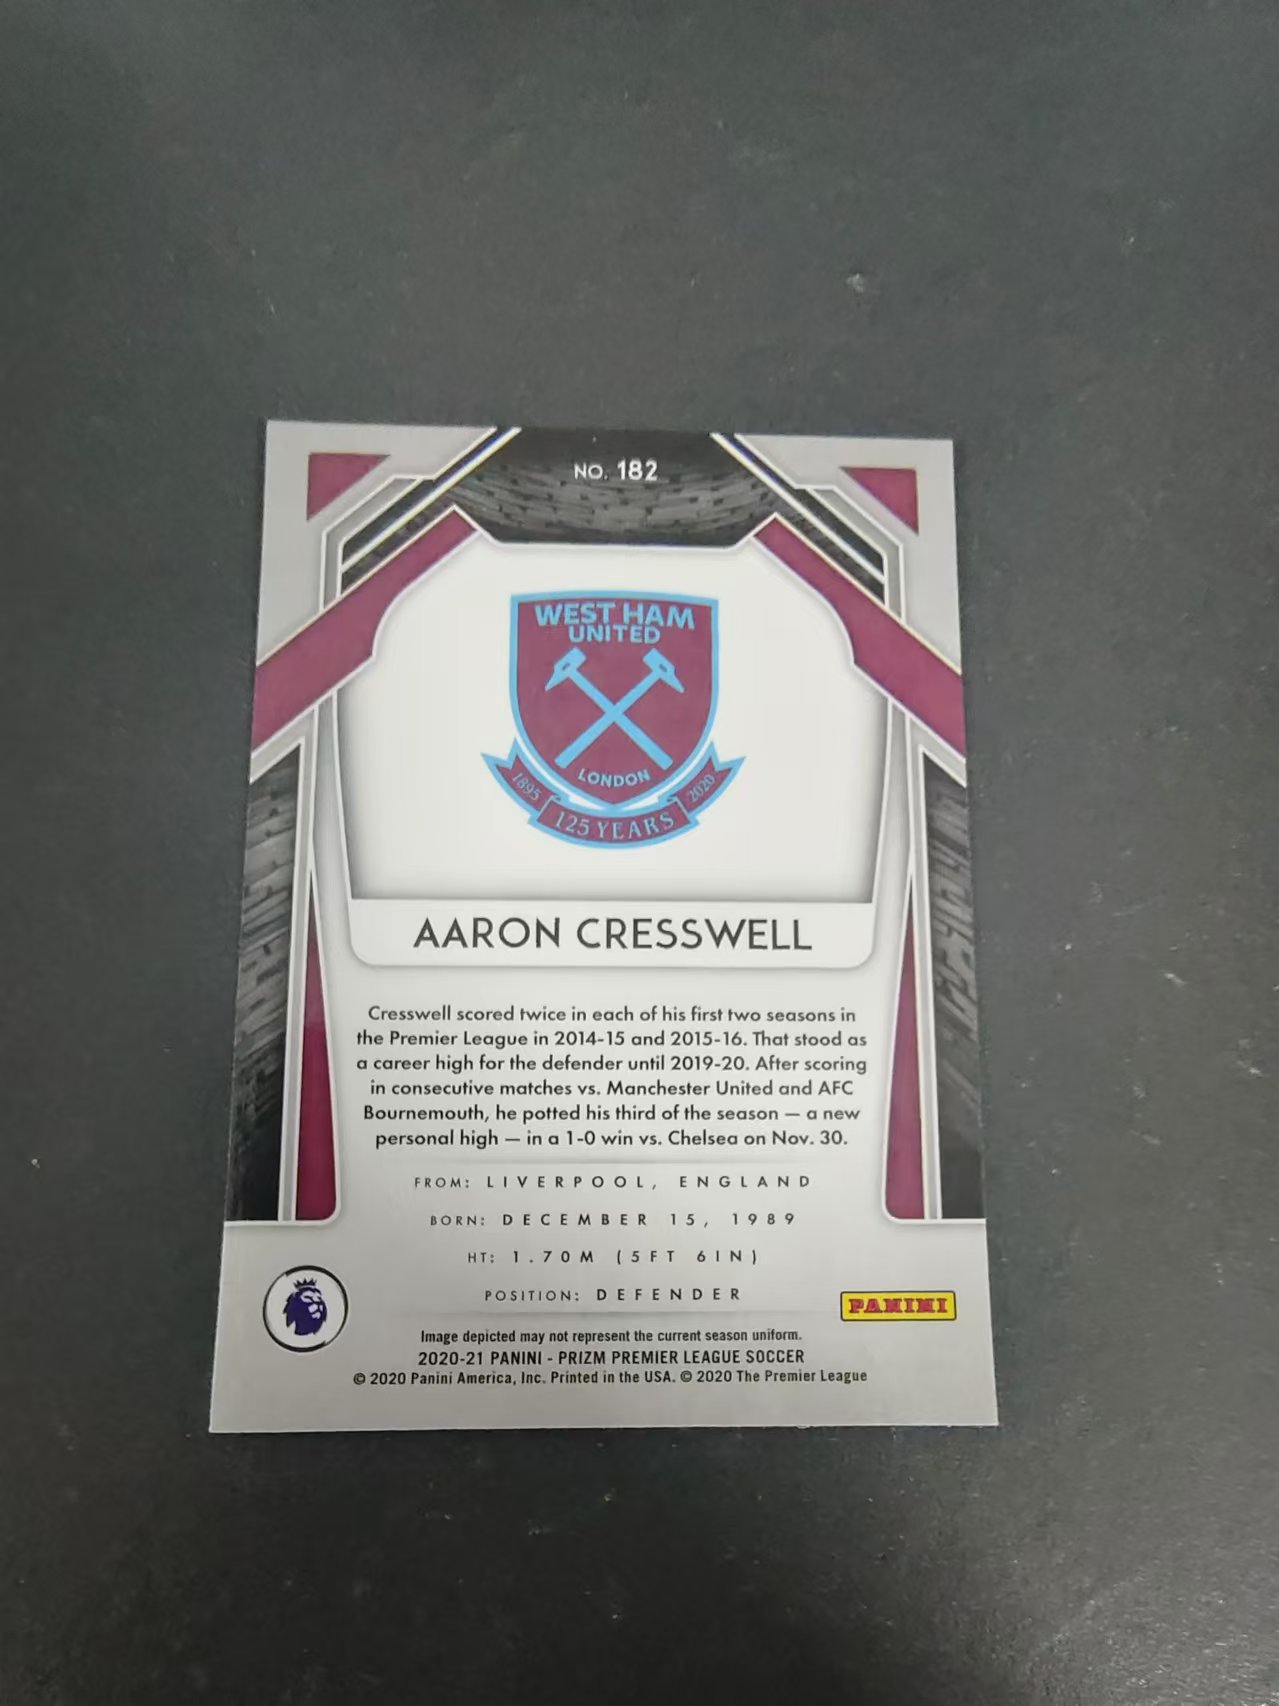 NO. 182
WEST HAM
UNITED
LONDON
1895 125 YEARS 2020
AARON CRESSWELL
Cresswell scored twice in each of his first two seasons in
the Premier League in 2014-15 and 2015-16. That stood as
a career high for the defender until 2019-20. After scoring
in consecutive matches vs. Manchester United and AFC
Bournemouth, he potted his third of the season — a new
personal high — in a 1-0 win vs. Chelsea on Nov. 30.
FROM: LIVERPOOL, ENGLAND
BORN: DECEMBER 15, 1989
HT: 1.70M (5FT 6IN)
POSITION: DEFENDER
PANINI
Image depicted may not represent the current season uniform.
2020-21 PANINI - PRIZM PREMIER LEAGUE SOCCER
© 2020 Panini America, Inc. Printed in the USA. © 2020 The Premier League